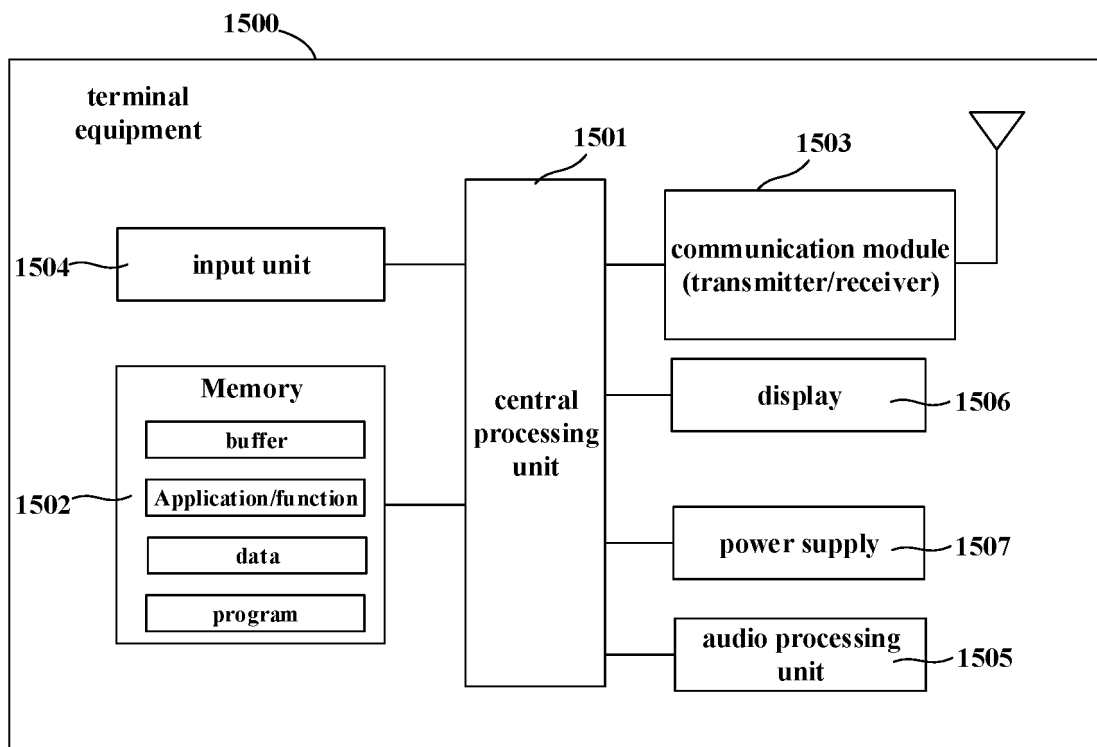 1500
terminal
equipment
1501
1503
1504
input unit
communication module
(transmitter/receiver)
Memory
buffer
Application/function
data
program
1502
central
processing
unit
display
1506
power supply
1507
audio processing
unit
1505